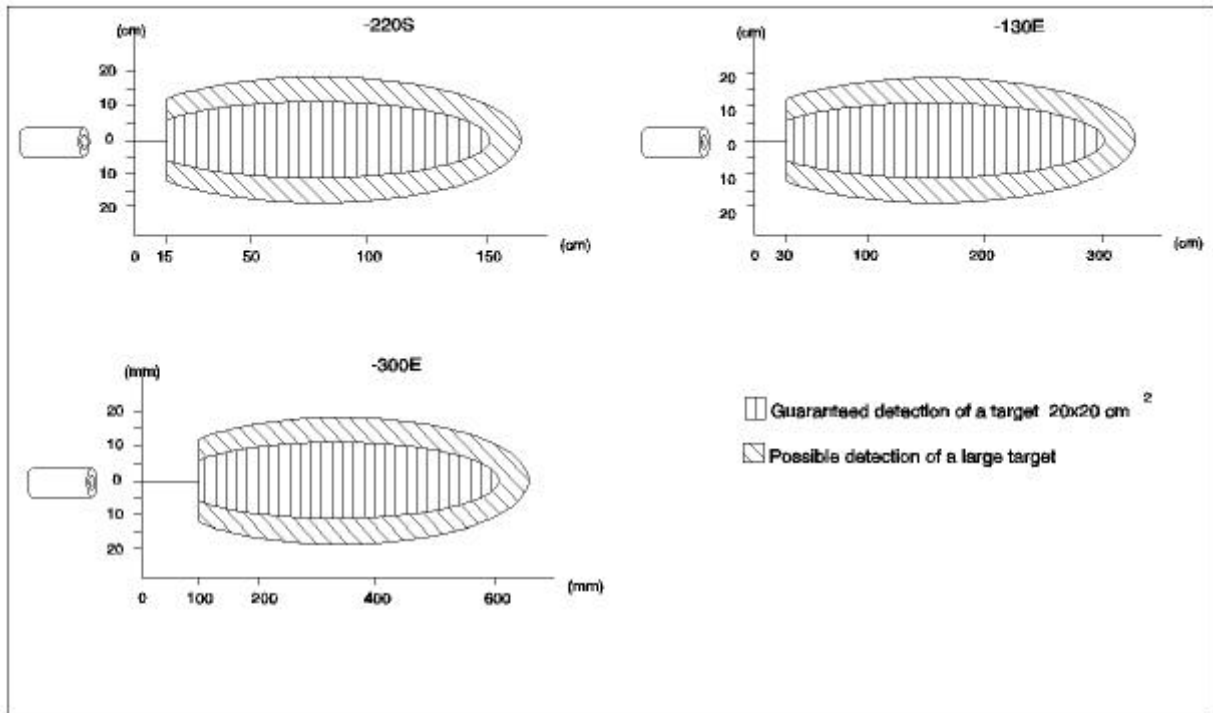 -220S
(cm)
20
10
0
10
20
0 15 50 100 150 (cm)
-130E
(cm)
20
10
0
10
20
0 30 100 200 300 (cm)
-300E
(mm)
20
10
0
10
20
0 100 200 400 600 (mm)
Guaranteed detection of a target 20x20 cm 2
Possible detection of a large target